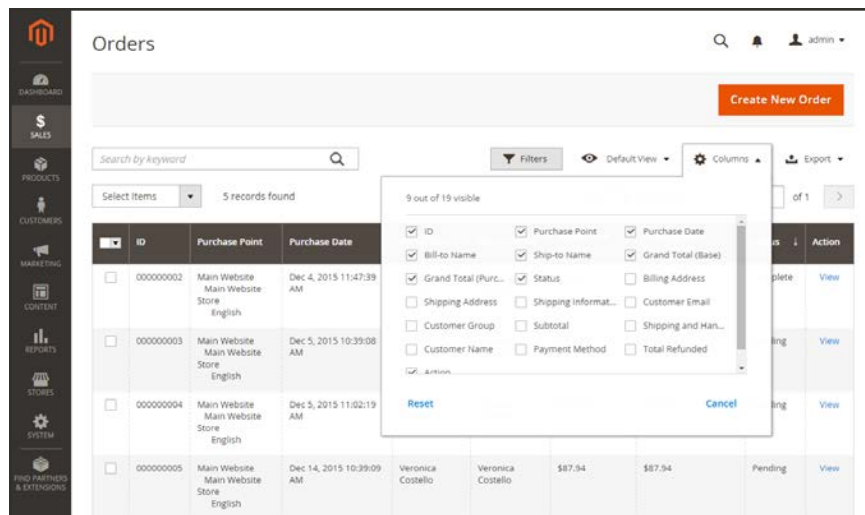 Orders
admin
DASHBOARD
$
SALES
PRODUCTS
CUSTOMERS
MARKETING
CONTENT
REPORTS
STORES
SYSTEM
FIND PARTNERS
& EXTENSIONS
Create New Order
Search by keyword
Filters
Default View
Columns
Export
Select Items
5 records found
of 1
9 out of 19 visible
ID Purchase Point Purchase Date
Bill-to Name Ship-to Name Grand Total (Base)
Grand Total (Purc... Status Billing Address
Shipping Address Shipping Informat... Customer Email
Customer Group Subtotal Shipping and Han...
Customer Name Payment Method Total Refunded
Action
Reset Cancel
ID Purchase Point Purchase Date us ↓ Action
000000002 Main Website Dec 4, 2015 11:47:39 plete View
Main Website AM
Store
English
000000003 Main Website Dec 5, 2015 10:39:08 ding View
Main Website AM
Store
English
000000004 Main Website Dec 5, 2015 11:02:19 ding View
Main Website AM
Store
English
000000005 Main Website Dec 14, 2015 10:39:09 Veronica Veronica $87.94 $87.94 Pending View
Main Website AM Costello Costello
Store
English